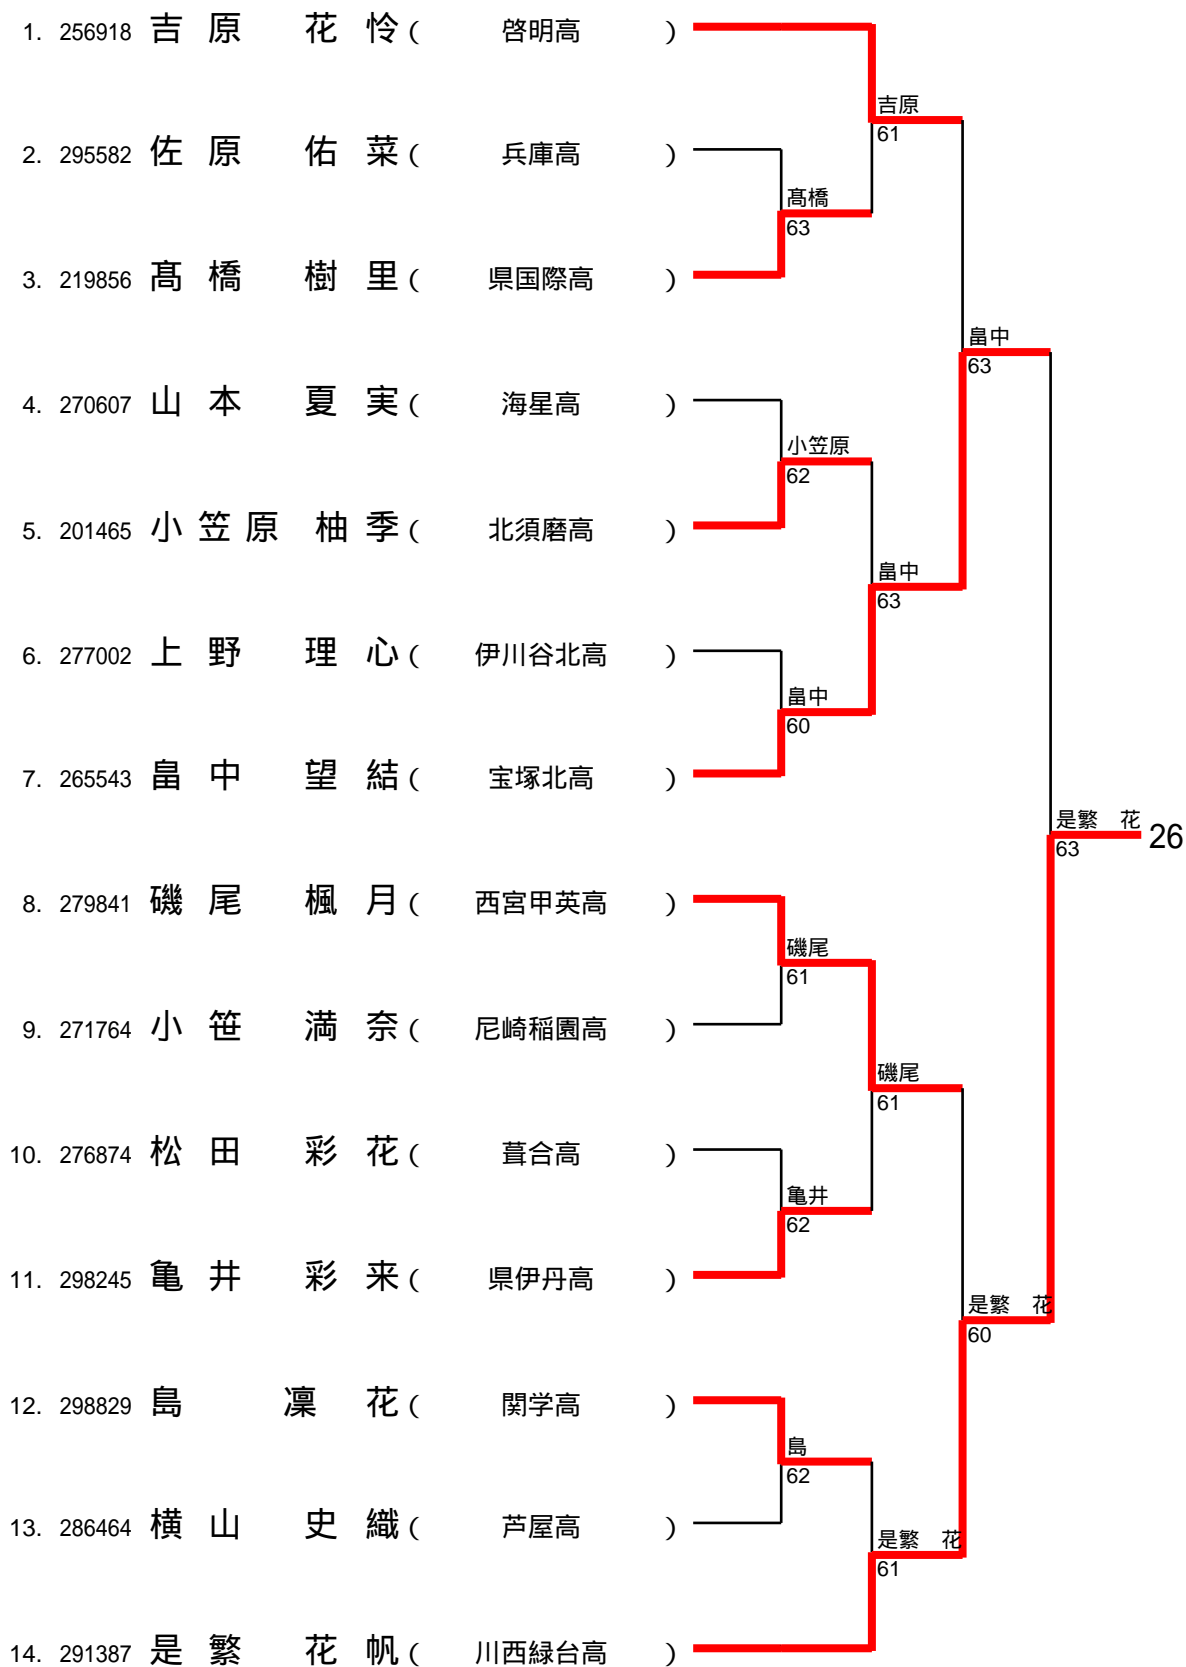 1. 256918 吉原 花怜 ( 啓明高 )
吉原
61
2. 295582 佐原 佑菜 ( 兵庫高 )
髙橋
63
3. 219856 髙橋 樹里 ( 県国際高 )
畠中
63
4. 270607 山本 夏実 ( 海星高 )
小笠原
62
5. 201465 小笠原 柚季 ( 北須磨高 )
畠中
63
6. 277002 上野 理心 ( 伊川谷北高 )
畠中
60
7. 265543 畠中 望結 ( 宝塚北高 )
是繁 花
63
26
8. 279841 磯尾 楓月 ( 西宮甲英高 )
磯尾
61
9. 271764 小笹 満奈 ( 尼崎稲園高 )
磯尾
61
10. 276874 松田 彩花 ( 葺合高 )
亀井
62
11. 298245 亀井 彩来 ( 県伊丹高 )
是繁 花
60
12. 298829 島 凜花 ( 関学高 )
島
62
13. 286464 横山 史織 ( 芦屋高 )
是繁 花
61
14. 291387 是繁 花帆 ( 川西緑台高 )